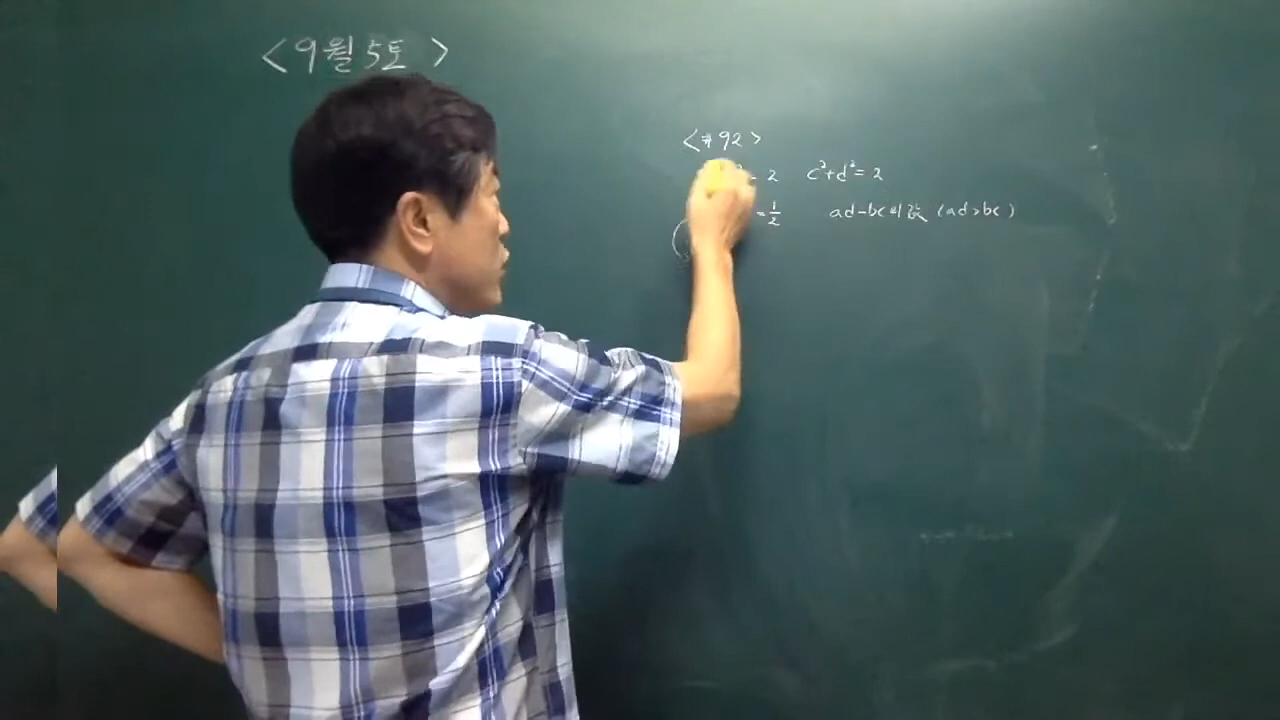 <9월 5토>
<#92>
= 2 c²+d²= 2
=1/2 ad-bc의 값 (ad>bc)